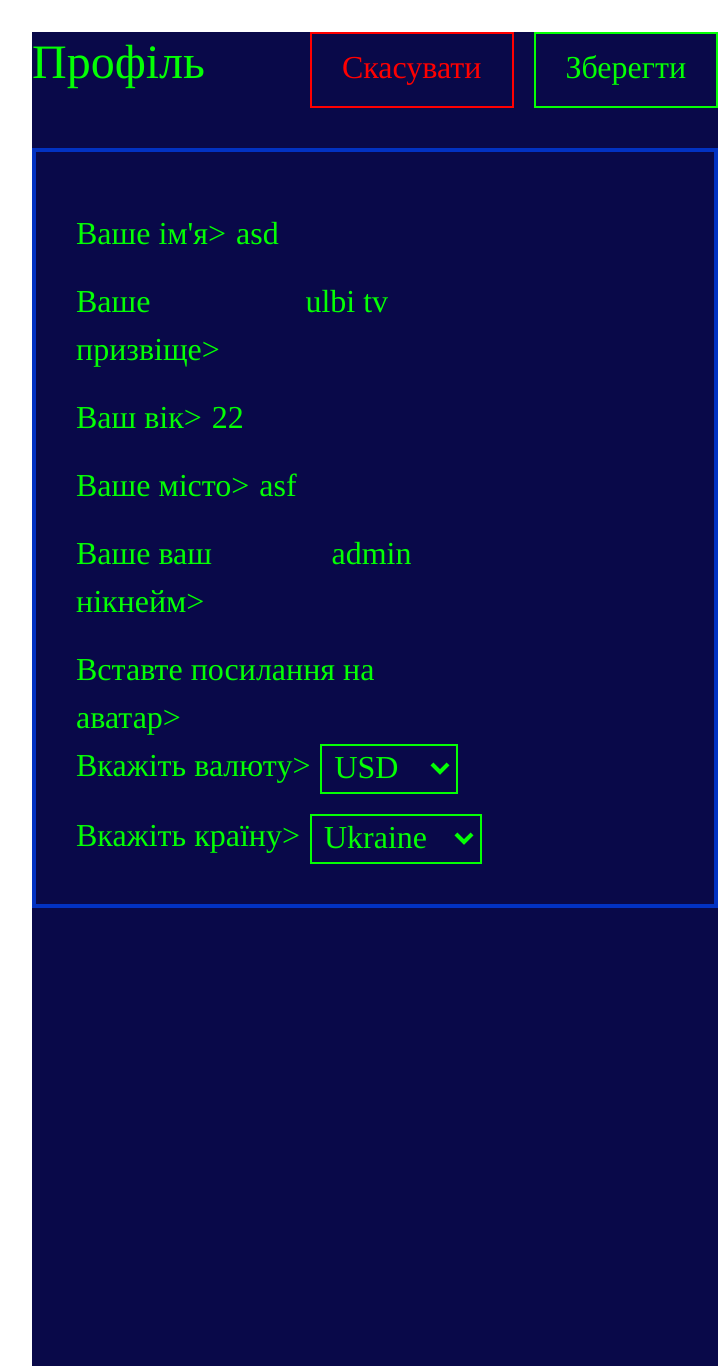 Профіль Скасувати Зберегти
Ваше ім'я> asd
Ваше ulbi tv
призвіще>
Ваш вік> 22
Ваше місто> asf
Ваше ваш admin
нікнейм>
Вставте посилання на
аватар>
Вкажіть валюту> USD
Вкажіть країну> Ukraine